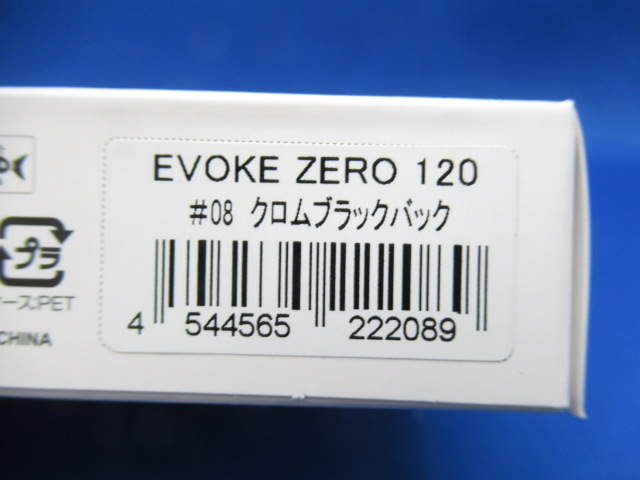 EVOKE ZERO 120
#08 クロムブラックバック
4 544565 222089
プラ
ース:PET
CHINA